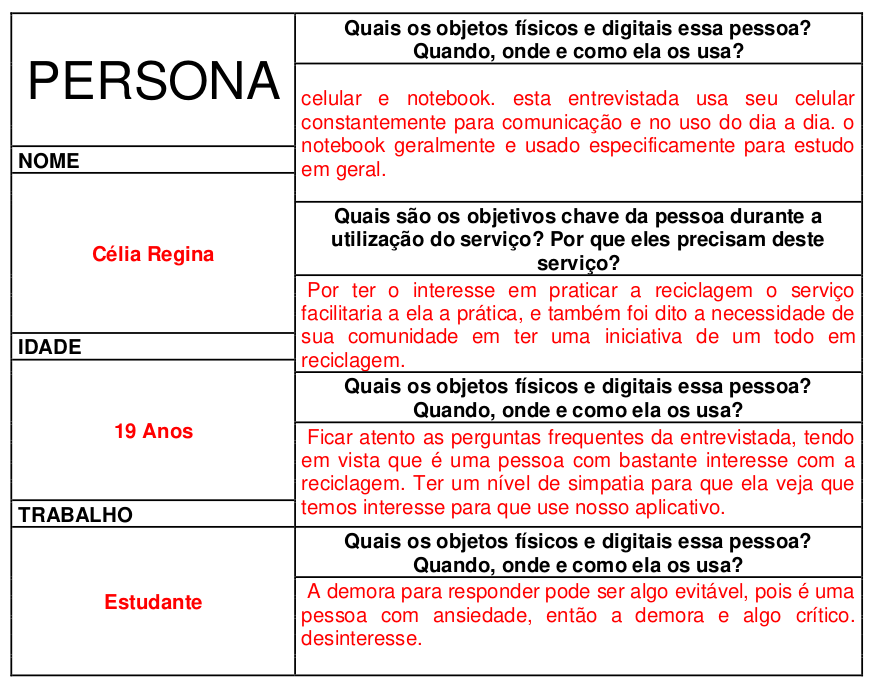 PERSONA
NOME
Célia Regina
IDADE
19 Anos
TRABALHO
Estudante
Quais os objetos físicos e digitais essa pessoa?
Quando, onde e como ela os usa?
celular e notebook. esta entrevistada usa seu celular
constantemente para comunicação e no uso do dia a dia. o
notebook geralmente e usado especificamente para estudo
em geral.
Quais são os objetivos chave da pessoa durante a
utilização do serviço? Por que eles precisam deste
serviço?
Por ter o interesse em praticar a reciclagem o serviço
facilitaria a ela a prática, e também foi dito a necessidade de
sua comunidade em ter uma iniciativa de um todo em
reciclagem.
Quais os objetos físicos e digitais essa pessoa?
Quando, onde e como ela os usa?
Ficar atento as perguntas frequentes da entrevistada, tendo
em vista que é uma pessoa com bastante interesse com a
reciclagem. Ter um nível de simpatia para que ela veja que
temos interesse para que use nosso aplicativo.
Quais os objetos físicos e digitais essa pessoa?
Quando, onde e como ela os usa?
A demora para responder pode ser algo evitável, pois é uma
pessoa com ansiedade, então a demora e algo crítico.
desinteresse.